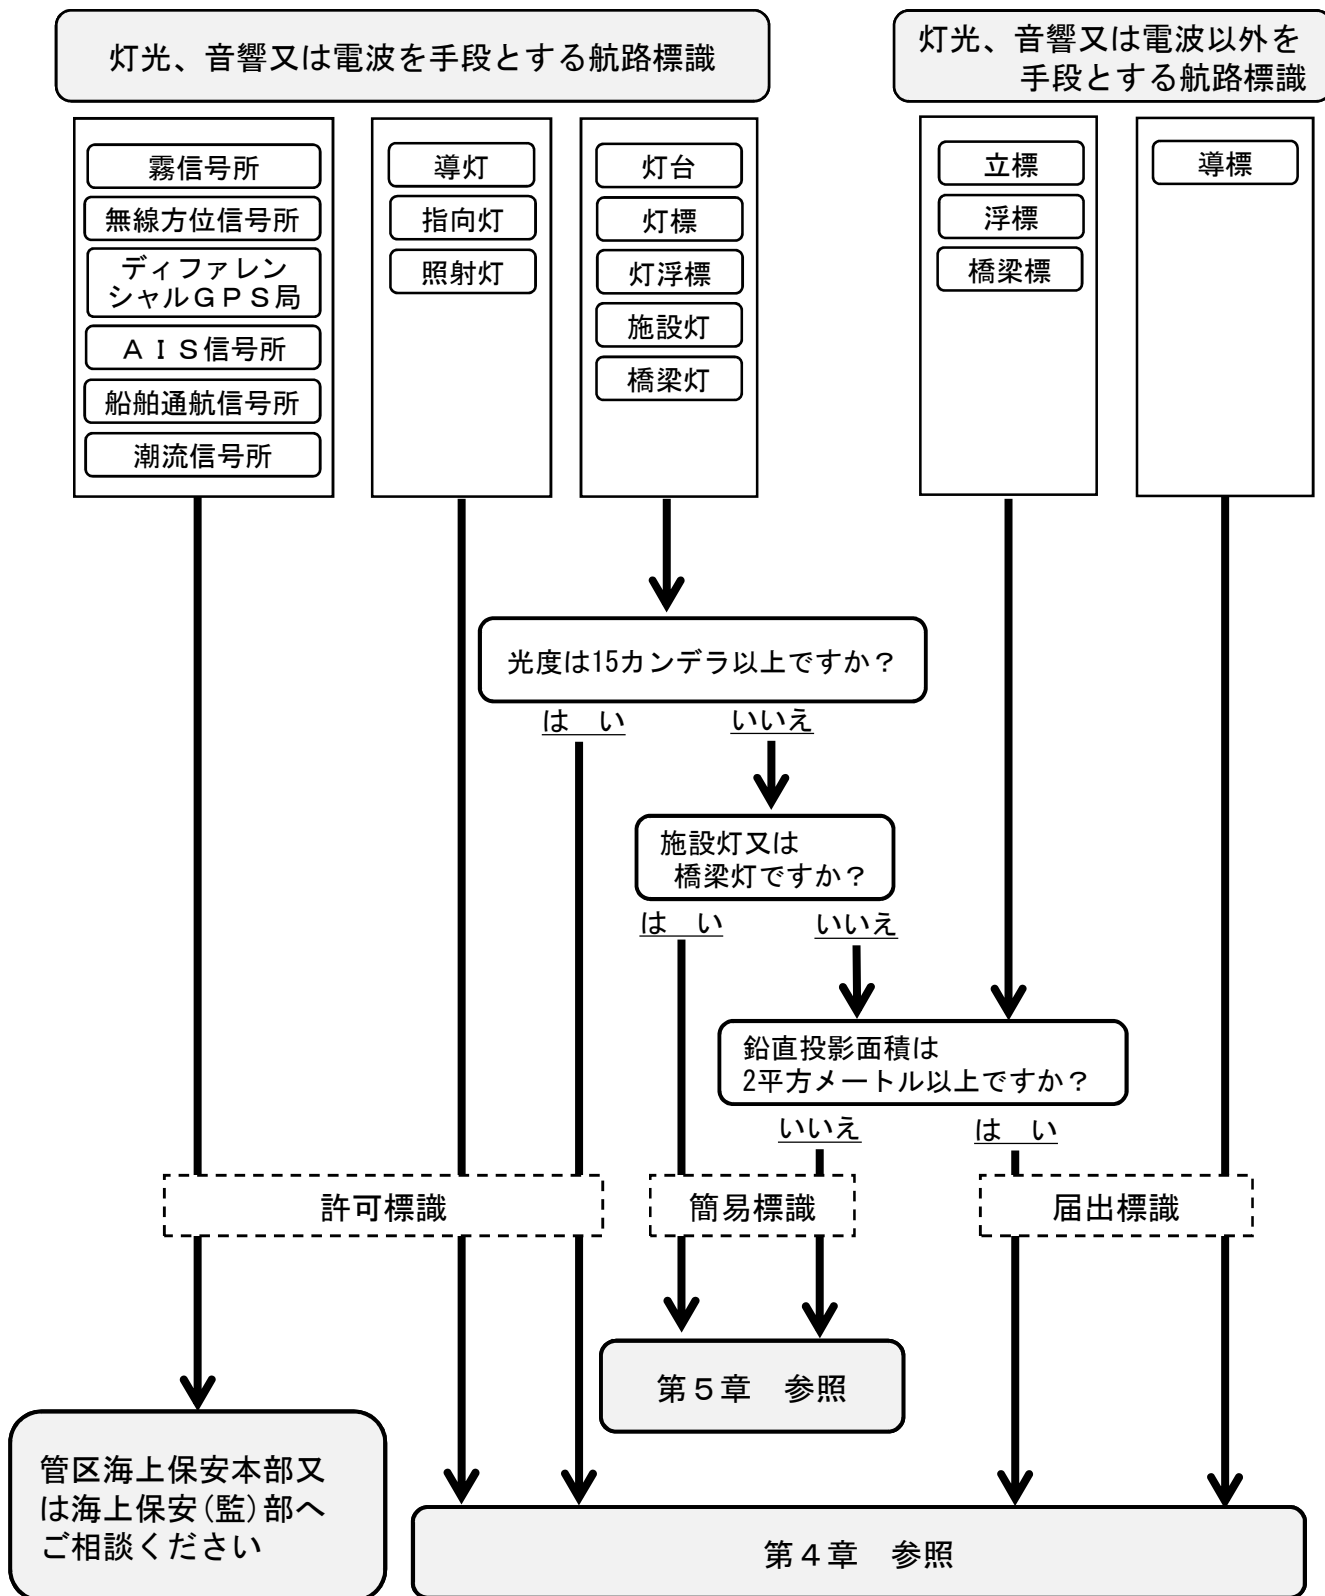 灯光、音響又は電波を手段とする航路標識
灯光、音響又は電波以外を
手段とする航路標識
霧信号所
無線方位信号所
ディファレン
シャルGPS局
AIS信号所
船舶通航信号所
潮流信号所
導灯
指向灯
照射灯
灯台
灯標
灯浮標
施設灯
橋梁灯
立標
浮標
橋梁標
導標
光度は15カンデラ以上ですか?
は い
いいえ
施設灯又は
橋梁灯ですか?
は い
いいえ
鉛直投影面積は
2平方メートル以上ですか?
いいえ
は い
許可標識
簡易標識
届出標識
第5章 参照
管区海上保安本部又
は海上保安(監)部へ
ご相談ください
第4章 参照